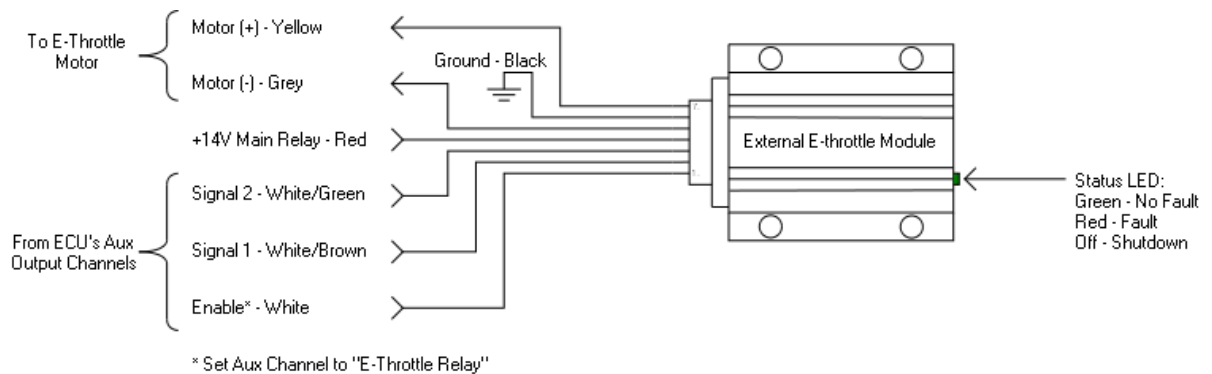 To E-Throttle
Motor
Motor (+) - Yellow
Motor (-) - Grey
Ground - Black
+14V Main Relay - Red
From ECU's Aux
Output Channels
Signal 2 - White/Green
Signal 1 - White/Brown
Enable* - White
* Set Aux Channel to "E-Throttle Relay"
External E-throttle Module
Status LED:
Green - No Fault
Red - Fault
Off - Shutdown